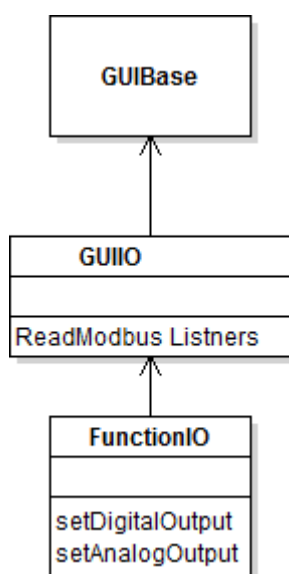 GUIBase
GUIIO
ReadModbus Listners
FunctionIO
setDigitalOutput
setAnalogOutput